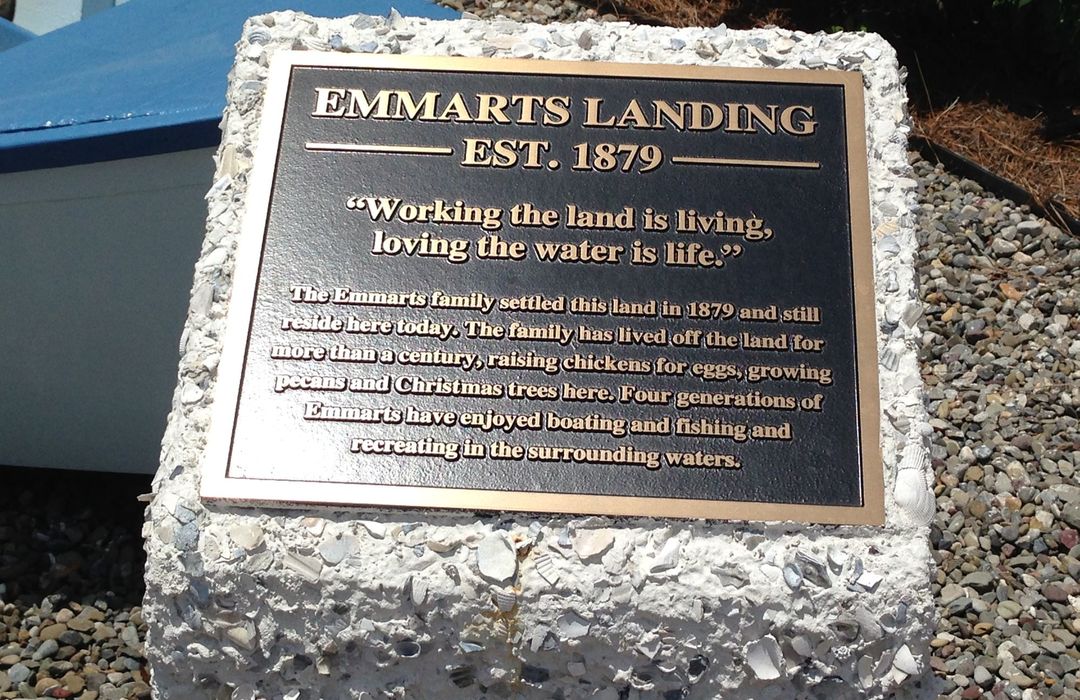 EMMARTS LANDING
EST. 1879
“Working the land is living,
loving the water is life.”
The Emmarts family settled this land in 1879 and still
reside here today. The family has lived off the land for
more than a century, raising chickens for eggs, growing
pecans and Christmas trees here. Four generations of
Emmarts have enjoyed boating and fishing and
recreating in the surrounding waters.